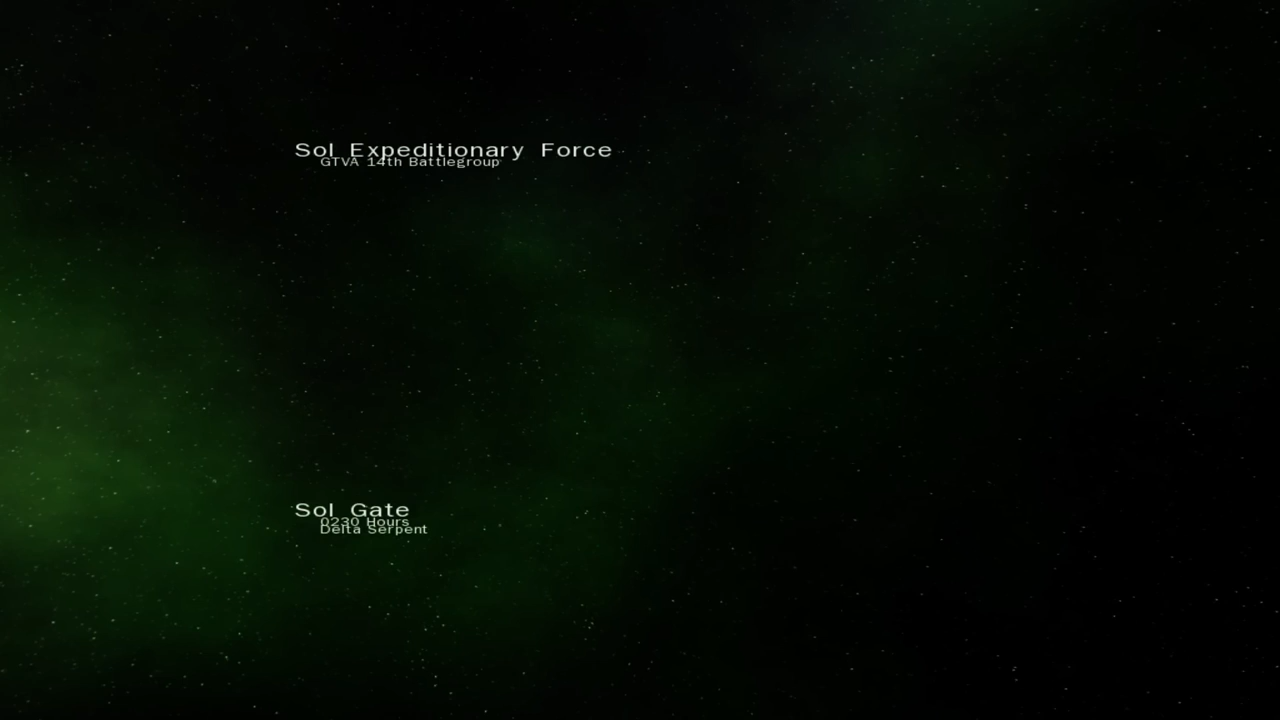 Sol Expeditionary Force
GTVA 14th Battlegroup
Sol Gate
0230 Hours
Delta Serpent